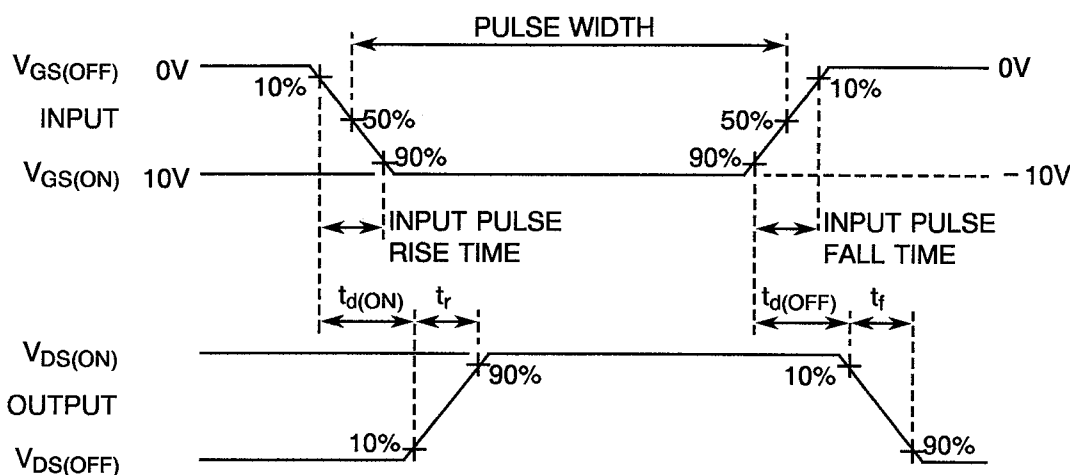 PULSE WIDTH
V_GS(OFF) 0V 0V
10% 10%
INPUT 50% 50%
90% 90%
V_GS(ON) 10V – 10V
INPUT PULSE RISE TIME
INPUT PULSE FALL TIME
t_d(ON) t_r t_d(OFF) t_f
V_DS(ON)
90% 10%
OUTPUT
10% 90%
V_DS(OFF)